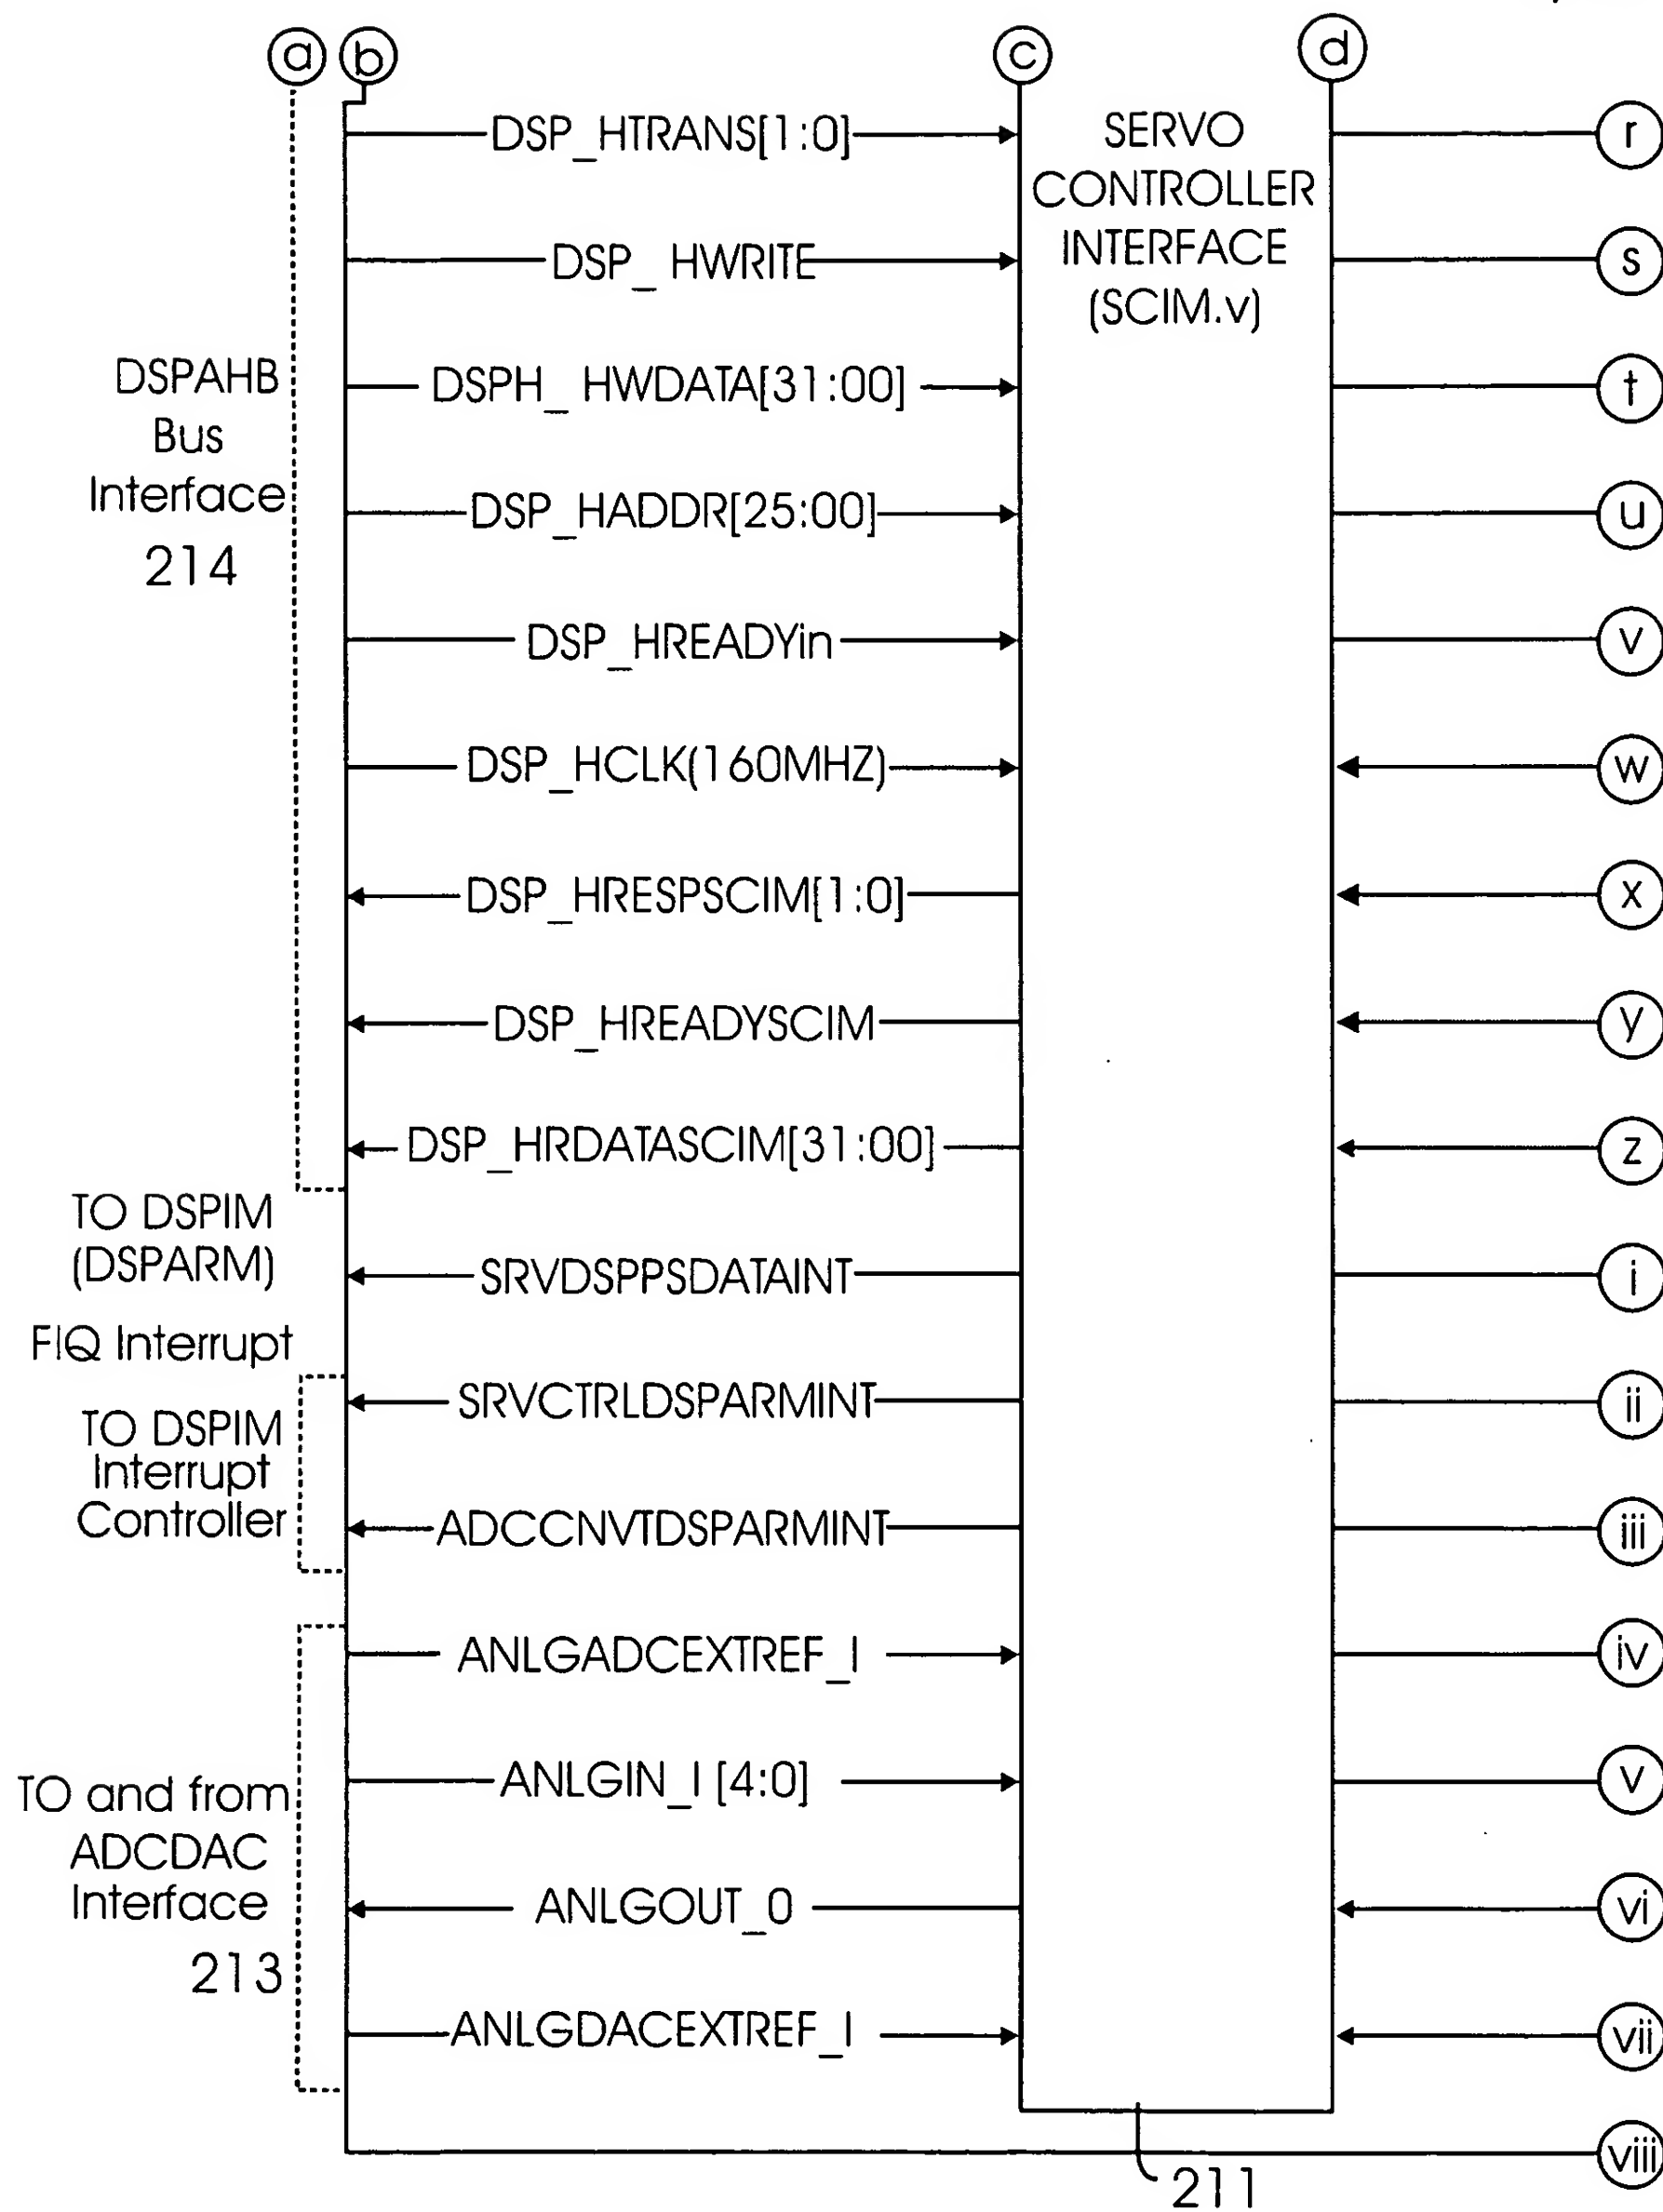 a b c d
DSP_HTRANS[1:0]
SERVO
CONTROLLER
INTERFACE
(SCIM.v)
r
DSP_ HWRITE
s
DSPAHB
Bus
Interface
214
DSPH_ HWDATA[31:00]
t
DSP_HADDR[25:00]
u
DSP_HREADYin
v
DSP_HCLK(160MHZ)
w
DSP_HRESPSCIM[1:0]
x
DSP_HREADYSCIM
y
DSP_HRDATASCIM[31:00]
z
TO DSPIM
(DSPARM)
SRVDSPPSDATAINT
i
FIQ Interrupt
SRVCTRLDSPARMINT
ii
TO DSPIM
Interrupt
Controller
ADCCNVTDSPARMINT
iii
ANLGADCEXTREF_I
iv
TO and from
ADCDAC
Interface
213
ANLGIN_I [4:0]
v
ANLGOUT_0
vi
ANLGDACEXTREF_I
vii
viii
211